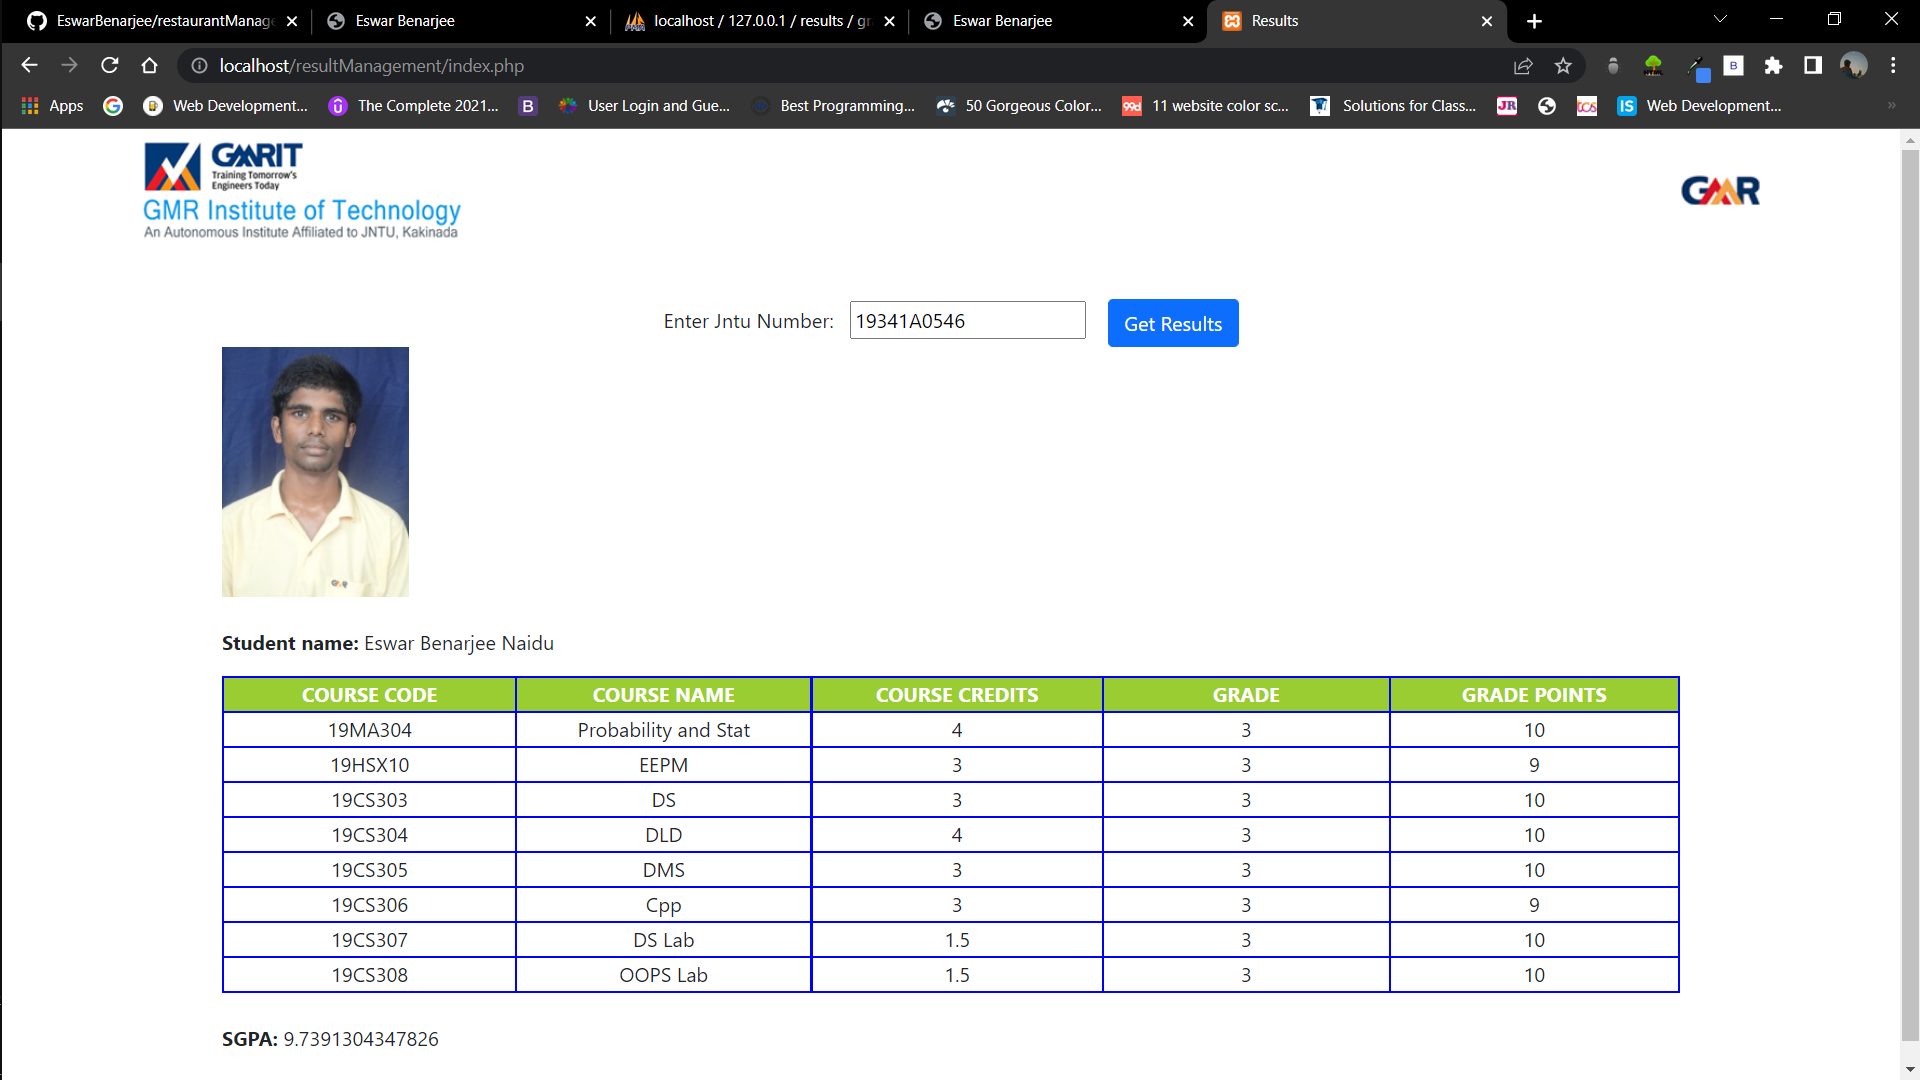 EswarBenarjee/restaurantManage
Eswar Benarjee
localhost / 127.0.0.1 / results / gr
Eswar Benarjee
Results
localhost/resultManagement/index.php
Apps
Web Development...
The Complete 2021...
B
User Login and Gue...
Best Programming...
50 Gorgeous Color...
99d
11 website color sc...
Solutions for Class...
JR
tcs
IS
Web Development...
GMRIT
Training Tomorrow's
Engineers Today
GMR Institute of Technology
An Autonomous Institute Affiliated to JNTU, Kakinada
GMR
Enter Jntu Number: 19341A0546 Get Results
GMR
Student name: Eswar Benarjee Naidu
COURSE CODE COURSE NAME COURSE CREDITS GRADE GRADE POINTS
19MA304 Probability and Stat 4 3 10
19HSX10 EEPM 3 3 9
19CS303 DS 3 3 10
19CS304 DLD 4 3 10
19CS305 DMS 3 3 10
19CS306 Cpp 3 3 9
19CS307 DS Lab 1.5 3 10
19CS308 OOPS Lab 1.5 3 10
SGPA: 9.7391304347826